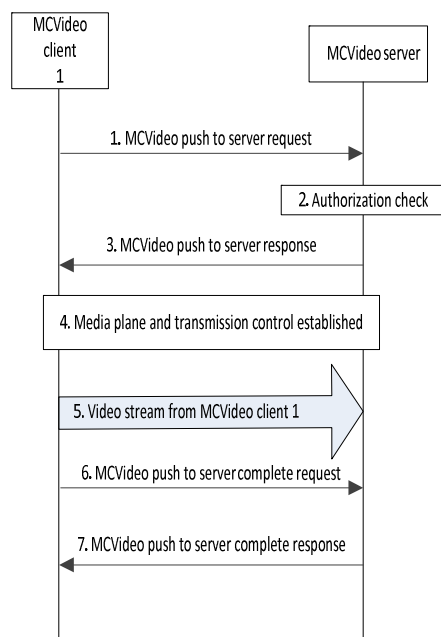 MCVideo
client
1
MCVideo server
1. MCVideo push to server request
2. Authorization check
3. MCVideo push to server response
4. Media plane and transmission control established
5. Video stream from MCVideo client 1
6. MCVideo push to server complete request
7. MCVideo push to server complete response